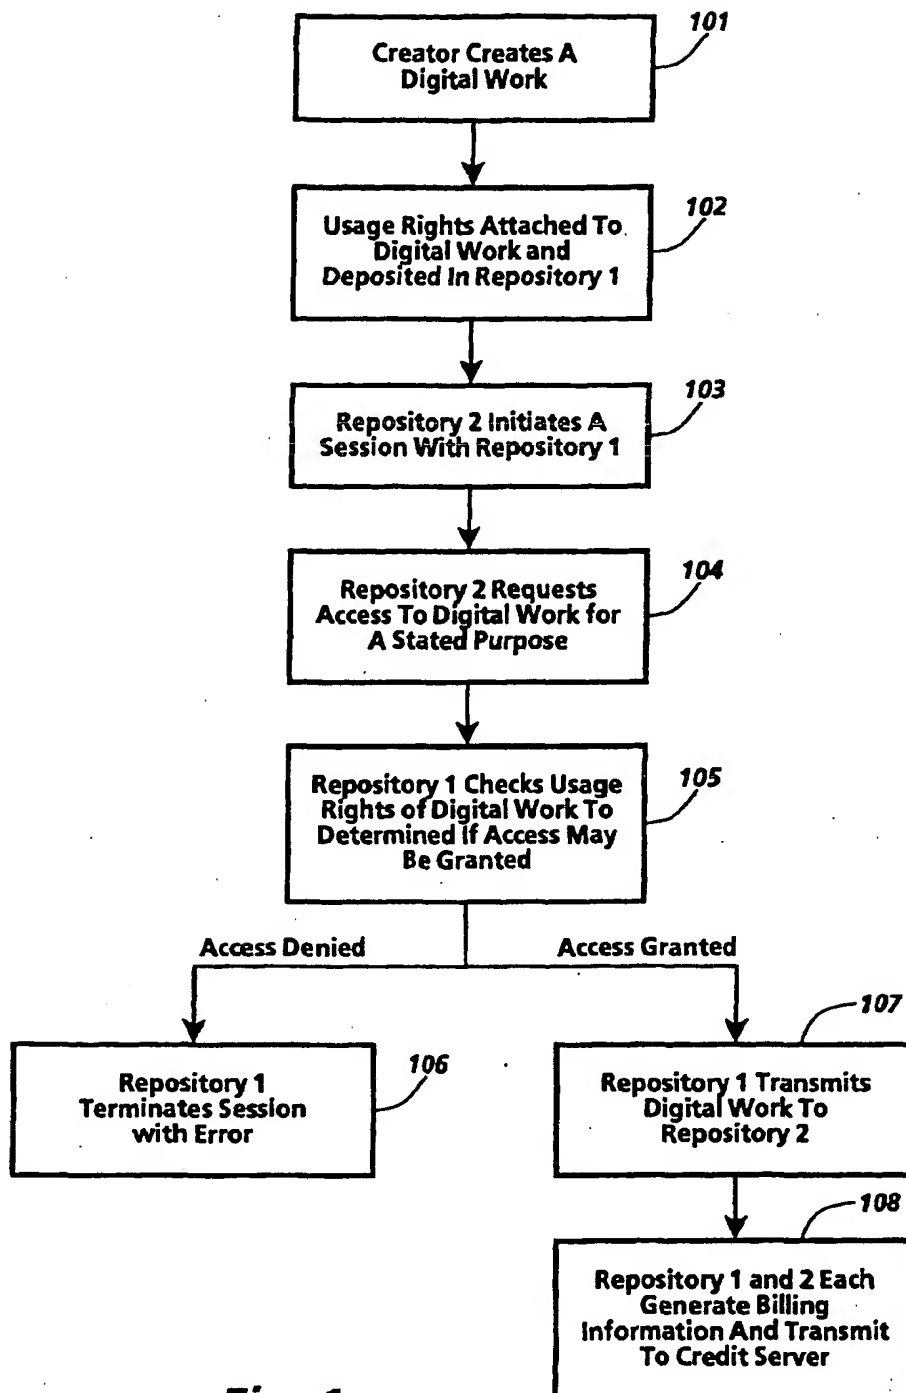 101
Creator Creates A
Digital Work
102
Usage Rights Attached To
Digital Work and
Deposited In Repository 1
103
Repository 2 Initiates A
Session With Repository 1
104
Repository 2 Requests
Access To Digital Work for
A Stated Purpose
105
Repository 1 Checks Usage
Rights of Digital Work To
Determined If Access May
Be Granted
Access Denied
Access Granted
106
Repository 1
Terminates Session
with Error
107
Repository 1 Transmits
Digital Work To
Repository 2
108
Repository 1 and 2 Each
Generate Billing
Information And Transmit
To Credit Server